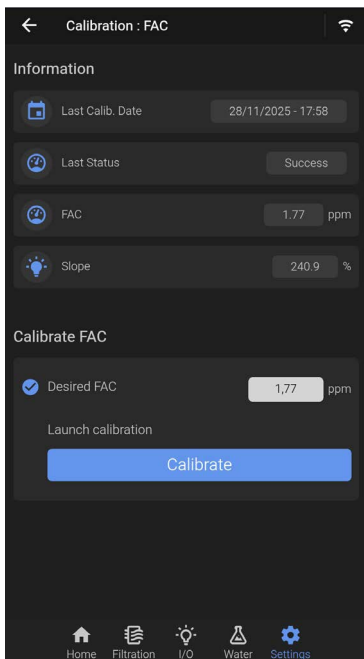 Calibration : FAC
Information
Last Calib. Date 28/11/2025 - 17:58
Last Status Success
FAC 1.77 ppm
Slope 240.9 %
Calibrate FAC
Desired FAC 1,77 ppm
Launch calibration
Calibrate
Home Filtration I/O Water Settings